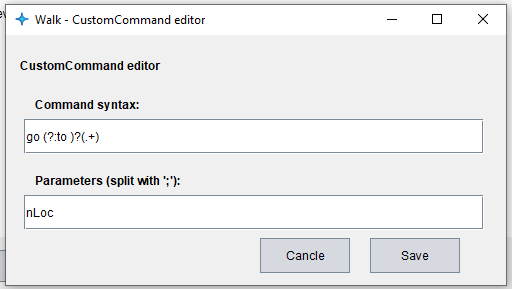 Walk - CustomCommand editor
CustomCommand editor
Command syntax:
go (?:to )?(.+)
Parameters (split with ';'):
nLoc
Cancle Save